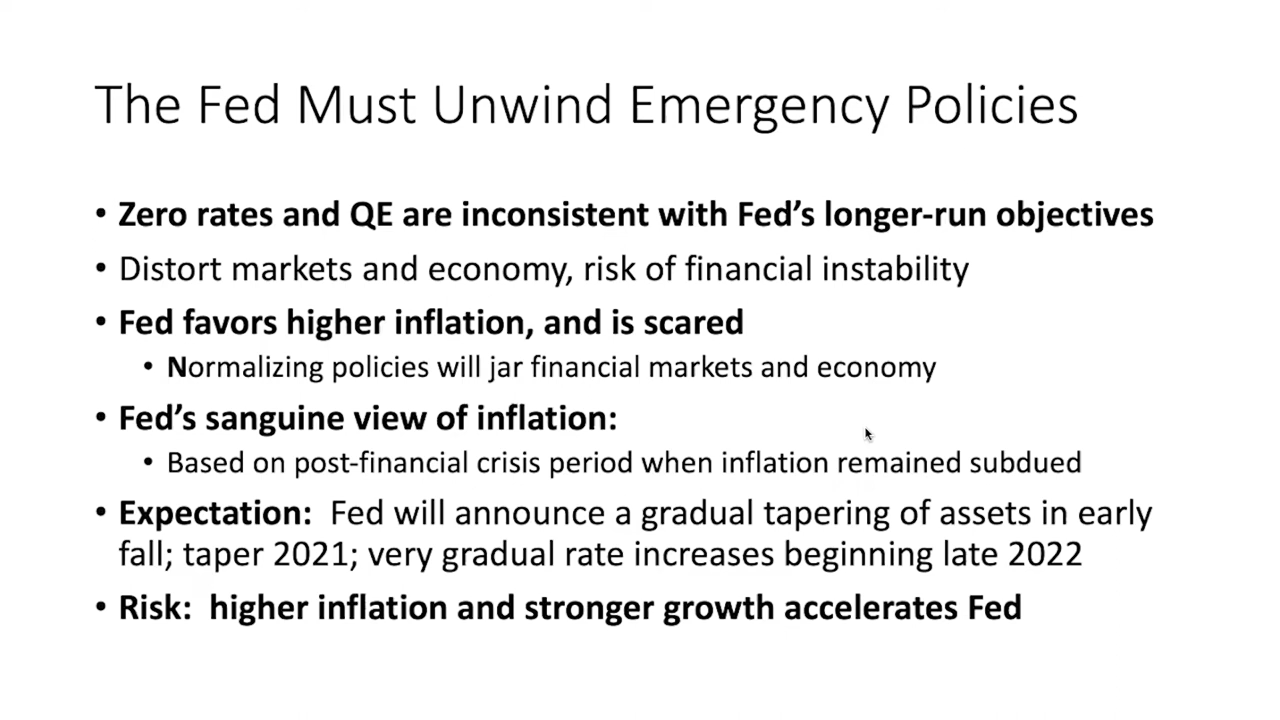 The Fed Must Unwind Emergency Policies
• Zero rates and QE are inconsistent with Fed’s longer-run objectives
• Distort markets and economy, risk of financial instability
• Fed favors higher inflation, and is scared
• Normalizing policies will jar financial markets and economy
• Fed’s sanguine view of inflation:
• Based on post-financial crisis period when inflation remained subdued
• Expectation:  Fed will announce a gradual tapering of assets in early
fall; taper 2021; very gradual rate increases beginning late 2022
• Risk:  higher inflation and stronger growth accelerates Fed